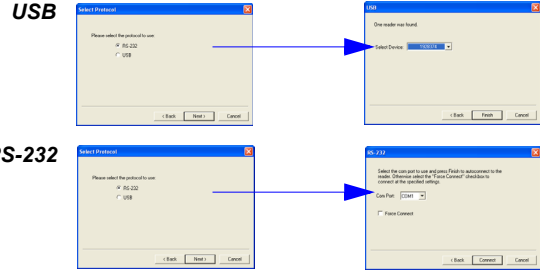 USB
Select Protocol
Please select the protocol to use:
RS-232
USB
< Back Next > Cancel
USB
One reader was found.
Select Device:
< Back Finish Cancel
RS-232
Select Protocol
Please select the protocol to use:
RS-232
USB
< Back Next > Cancel
RS-232
Select the com port to use and press Finish to autoconnect to the
reader. Otherwise select the "Force Connect" checkbox to
connect at the specified settings.
Com Port: COM1
Force Connect
< Back Connect Cancel